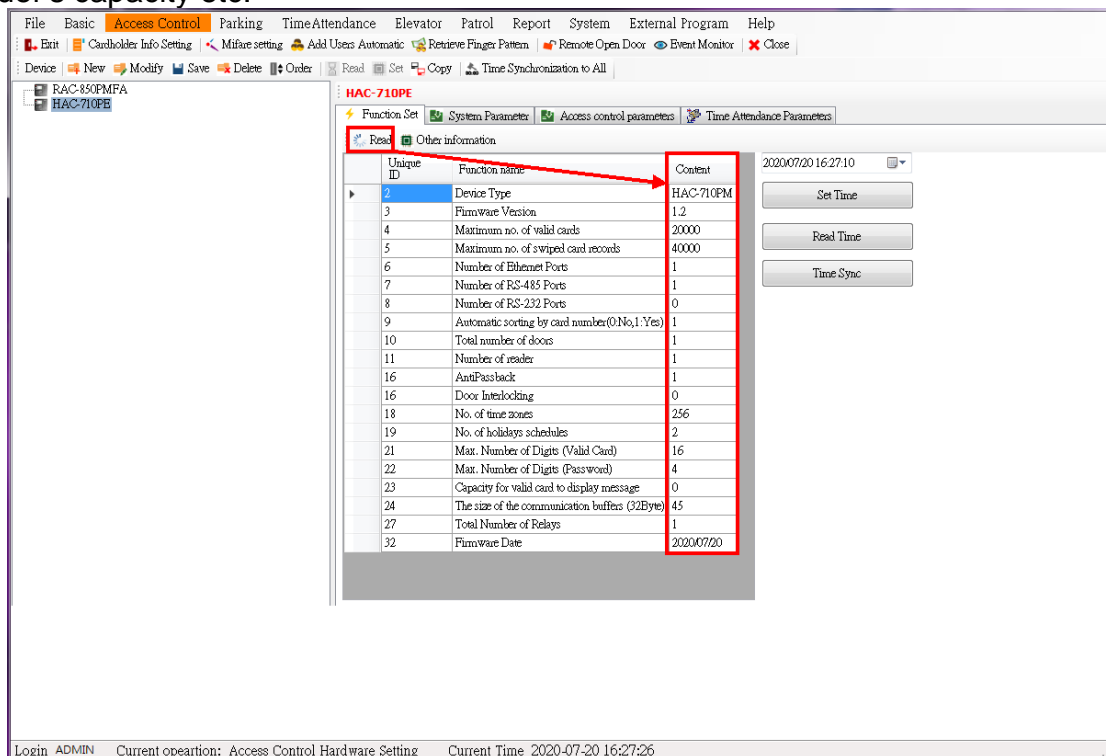 capacity etc.
File Basic Access Control Parking TimeAttendance Elevator Patrol Report System External Program Help
Exit Cardholder Info Setting Mifare setting Add Users Automatic Retrieve Finger Pattern Remote Open Door Event Monitor Close
Device New Modify Save Delete Order Read Set Copy Time Synchronization to All
RAC-850PMFA
HAC-710PE
HAC-710PE
Function Set System Parameter Access control parameters Time Attendance Parameters
Read Other information
Unique ID Function name Content
2 Device Type HAC-710PM
3 Firmware Version 1.2
4 Maximum no. of valid cards 20000
5 Maximum no. of swiped card records 40000
6 Number of Ethernet Ports 1
7 Number of RS-485 Ports 1
8 Number of RS-232 Ports 0
9 Automatic sorting by card number(0:No,1:Yes) 1
10 Total number of doors 1
11 Number of reader 1
16 AntiPassback 1
16 Door Interlocking 0
18 No. of time zones 256
19 No. of holidays schedules 2
21 Max. Number of Digits (Valid Card) 16
22 Max. Number of Digits (Password) 4
23 Capacity for valid card to display message 0
24 The size of the communication buffers (32Byte) 45
27 Total Number of Relays 1
32 Firmware Date 2020/07/20
2020/07/20 16:27:10
Set Time
Read Time
Time Sync
Login ADMIN Current opeartion: Access Control Hardware Setting Current Time 2020-07-20 16:27:26